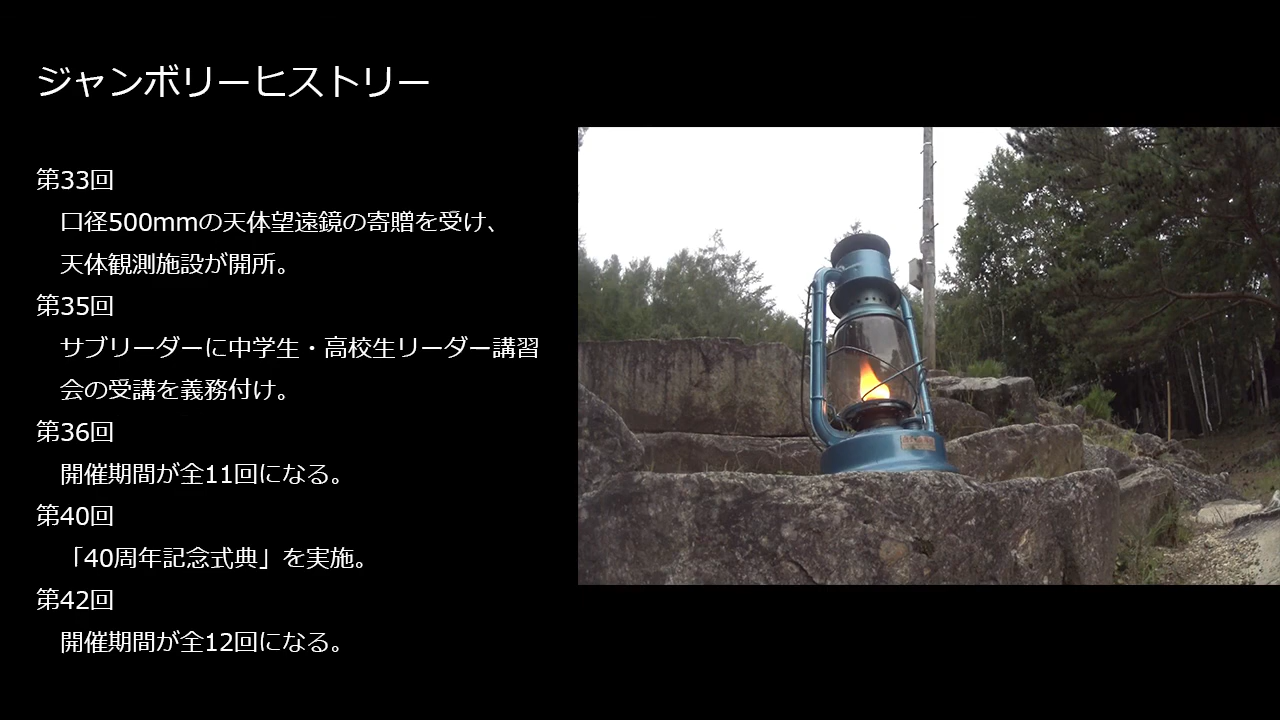 ジャンボリーヒストリー
第33回
口径500mmの天体望遠鏡の寄贈を受け、
天体観測施設が開所。
第35回
サブリーダーに中学生・高校生リーダー講習
会の受講を義務付け。
第36回
開催期間が全11回になる。
第40回
「40周年記念式典」を実施。
第42回
開催期間が全12回になる。